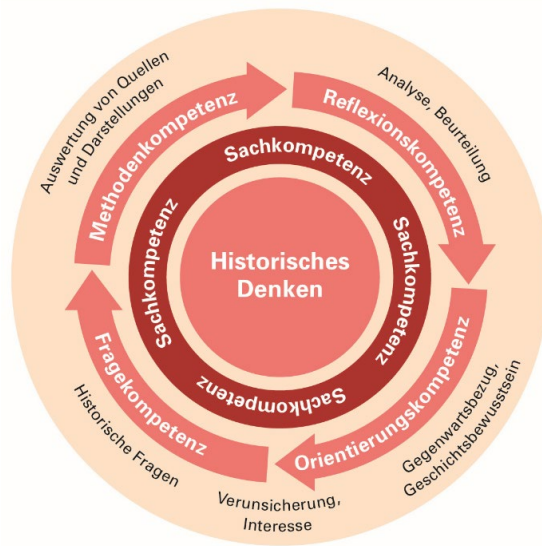 Auswertung von Quellen
und Darstellungen
Methodenkompetenz
Reflexionskompetenz
Analyse, Beurteilung
Sachkompetenz
Sachkompetenz
Sachkompetenz
Sachkompetenz
Historisches
Denken
Fragekompetenz
Orientierungskompetenz
Historische Fragen
Verunsicherung,
Interesse
Gegenwartsbezug,
Geschichtsbewusstsein